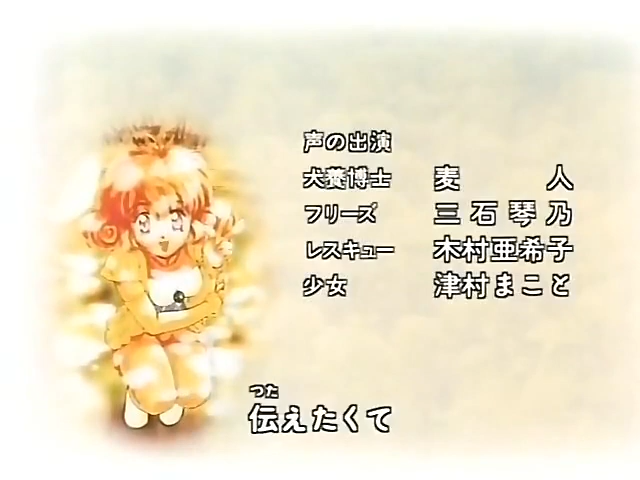 声の出演
犬養博士 麦人
フリーズ 三石琴乃
レスキュー 木村亜希子
少女 津村まこと
つた
伝えたくて